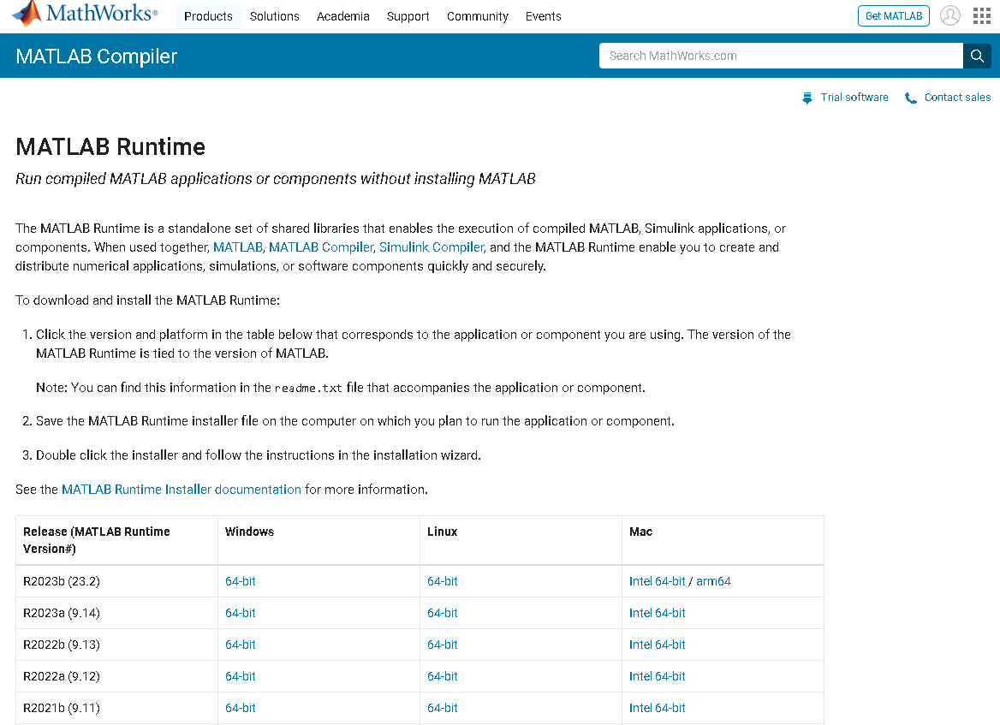 MathWorks®
Products Solutions Academia Support Community Events
Get MATLAB
MATLAB Compiler
Search MathWorks.com
Trial software Contact sales
MATLAB Runtime
Run compiled MATLAB applications or components without installing MATLAB
The MATLAB Runtime is a standalone set of shared libraries that enables the execution of compiled MATLAB, Simulink applications, or
components. When used together, MATLAB, MATLAB Compiler, Simulink Compiler, and the MATLAB Runtime enable you to create and
distribute numerical applications, simulations, or software components quickly and securely.
To download and install the MATLAB Runtime:
1. Click the version and platform in the table below that corresponds to the application or component you are using. The version of the
MATLAB Runtime is tied to the version of MATLAB.
Note: You can find this information in the readme.txt file that accompanies the application or component.
2. Save the MATLAB Runtime installer file on the computer on which you plan to run the application or component.
3. Double click the installer and follow the instructions in the installation wizard.
See the MATLAB Runtime Installer documentation for more information.
Release (MATLAB Runtime
Version#)
Windows
Linux
Mac
R2023b (23.2) 64-bit 64-bit Intel 64-bit / arm64
R2023a (9.14) 64-bit 64-bit Intel 64-bit
R2022b (9.13) 64-bit 64-bit Intel 64-bit
R2022a (9.12) 64-bit 64-bit Intel 64-bit
R2021b (9.11) 64-bit 64-bit Intel 64-bit